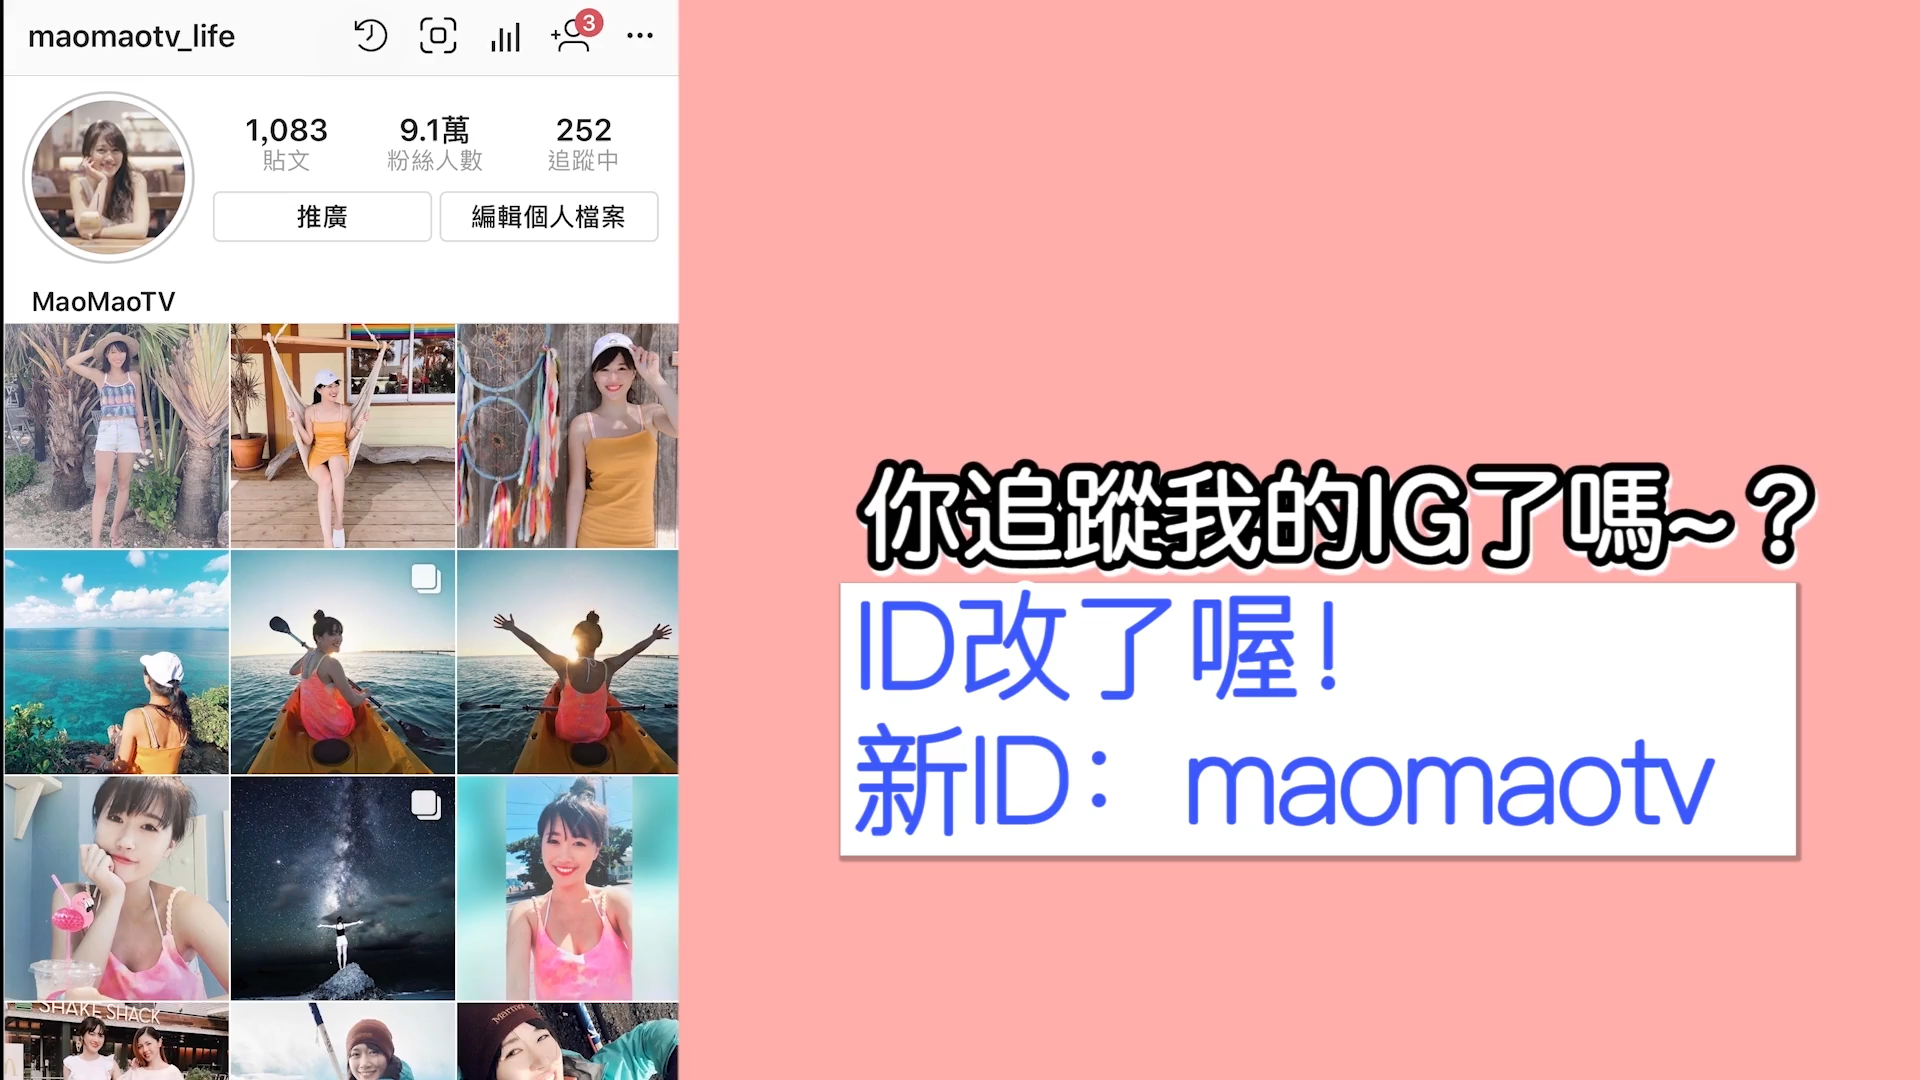 maomaotv_life
3
1,083
9.1萬
252
貼文
粉絲人數
追蹤中
推廣
編輯個人檔案
MaoMaoTV
SHAKE SHACK
Marmo
你追蹤我的IG了嗎~?
ID改了喔!
新ID:maomaotv